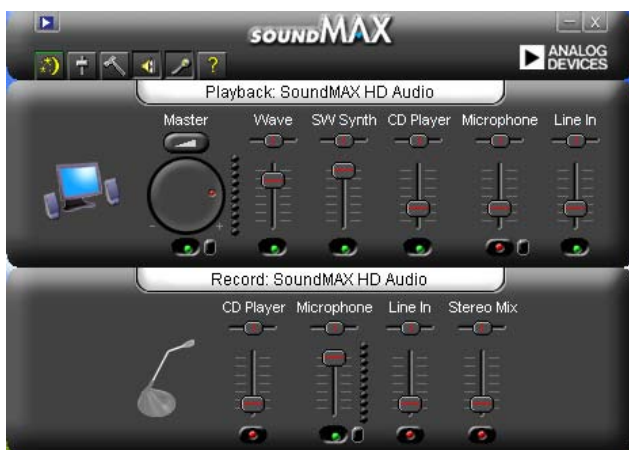 SOUNDMAX
?
ANALOG
DEVICES
Playback: SoundMAX HD Audio
Master Wave SW Synth CD Player Microphone Line In
- +
Record: SoundMAX HD Audio
CD Player Microphone Line In Stereo Mix